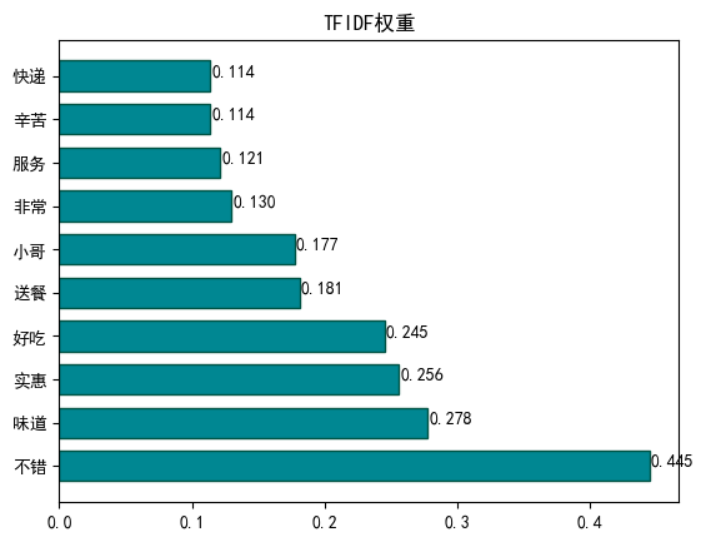 TFIDF权重
快递 0.114
辛苦 0.114
服务 0.121
非常 0.130
小哥 0.177
送餐 0.181
好吃 0.245
实惠 0.256
味道 0.278
不错 0.445
0.0 0.1 0.2 0.3 0.4